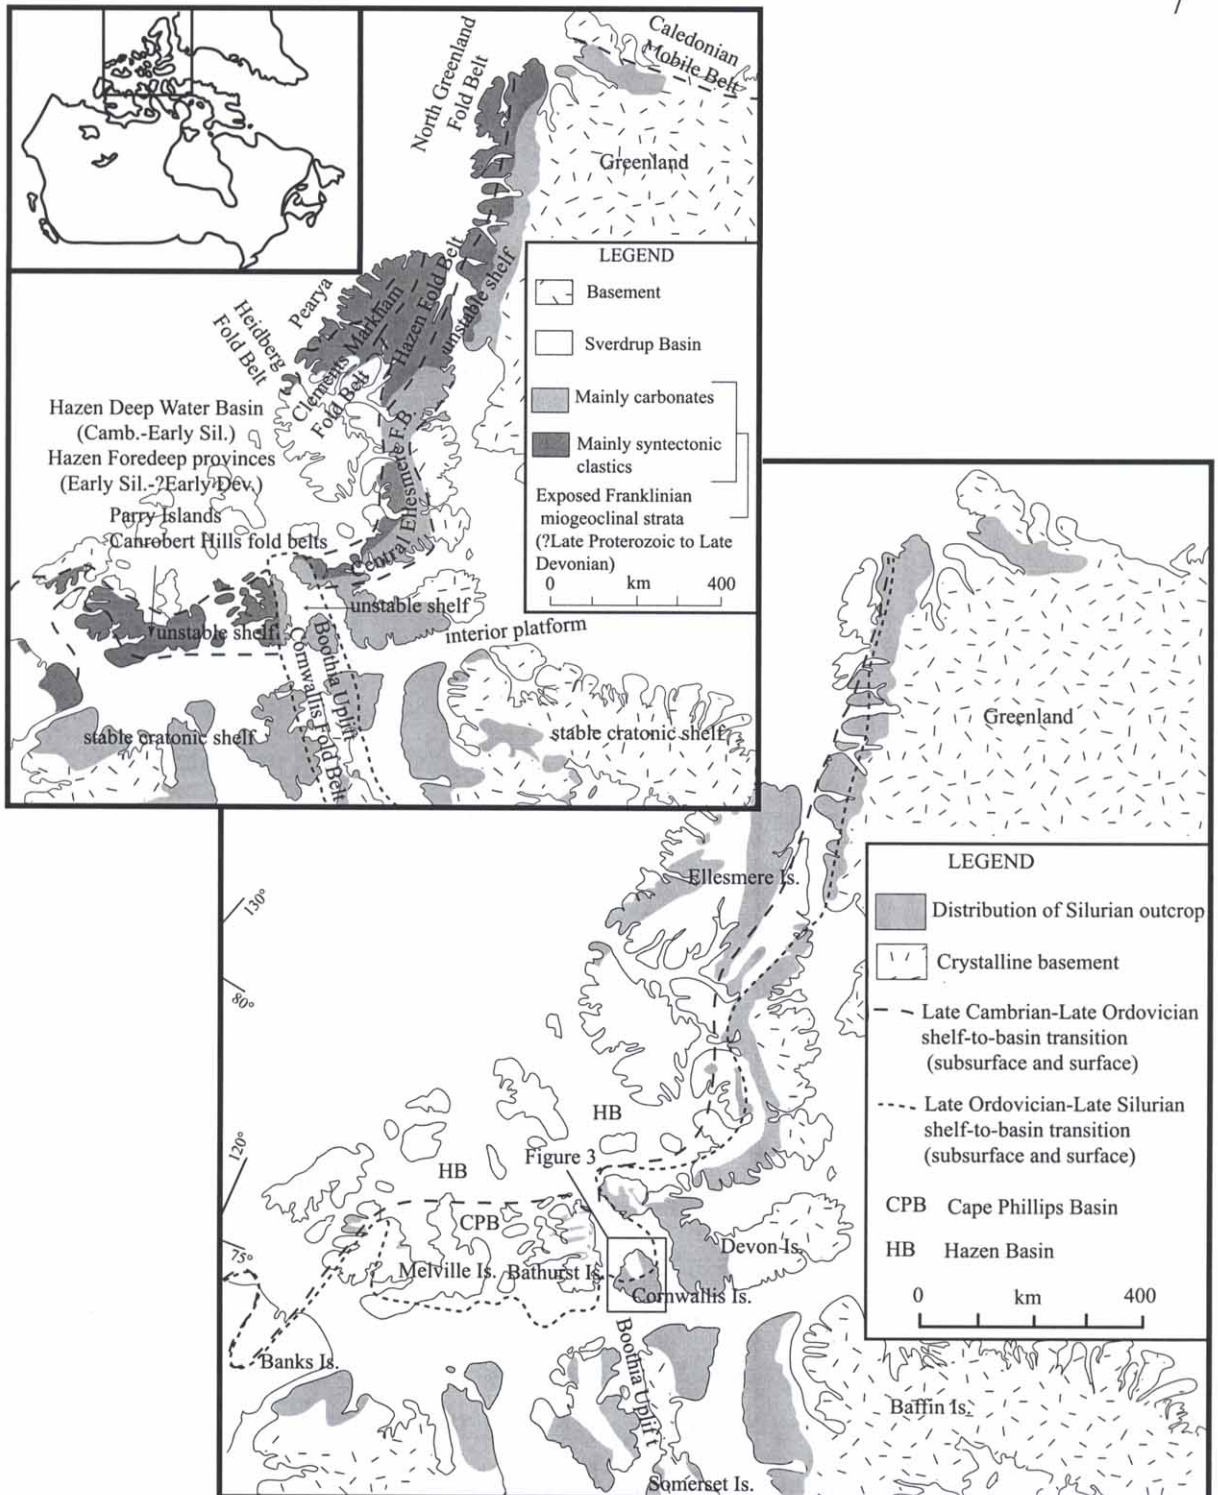 7
Caledonian
Mobile Belt
North Greenland
Fold Belt
Greenland
LEGEND
Basement
Sverdrup Basin
Mainly carbonates
Mainly syntectonic
clastics
Exposed Franklinian
miogeoclinal strata
(?Late Proterozoic to Late
Devonian)
0 km 400
Pearya
Heidberg
Fold Belt
Clements Markham
Fold Belt
Hazen Fold Belt
unstable shelf
Central Ellesmere F.B.
Hazen Deep Water Basin
(Camb.-Early Sil.)
Hazen Foredeep provinces
(Early Sil.-?Early Dev.)
Parry Islands
Canrobert Hills fold belts
unstable shelf
unstable shelf
interior platform
Boothia Uplift
Cornwallis Fold Belt
stable cratonic shelf
stable cratonic shelf
Greenland
LEGEND
Distribution of Silurian outcrop
Crystalline basement
Late Cambrian-Late Ordovician
shelf-to-basin transition
(subsurface and surface)
Late Ordovician-Late Silurian
shelf-to-basin transition
(subsurface and surface)
CPB Cape Phillips Basin
HB Hazen Basin
0 km 400
Ellesmere Is.
130°
80°
120°
75°
HB
Figure 3
HB
CPB
Devon Is.
Melville Is.
Bathurst Is.
Cornwallis Is.
Banks Is.
Boothia Uplift
Baffin Is.
Somerset Is.